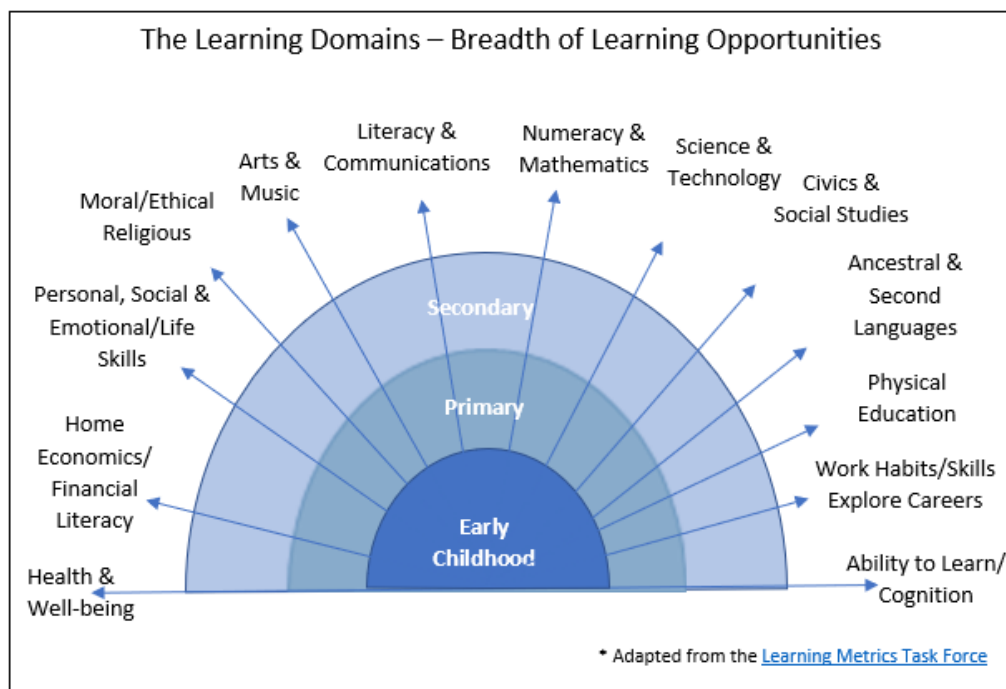 The Learning Domains – Breadth of Learning Opportunities
Literacy &
Communications
Numeracy &
Mathematics
Science &
Technology
Arts &
Music
Civics &
Social Studies
Moral/Ethical
Religious
Ancestral &
Second
Languages
Personal, Social &
Emotional/Life
Skills
Secondary
Physical
Education
Primary
Home
Economics/
Financial
Literacy
Work Habits/Skills
Explore Careers
Early
Childhood
Health &
Well-being
Ability to Learn/
Cognition
* Adapted from the Learning Metrics Task Force